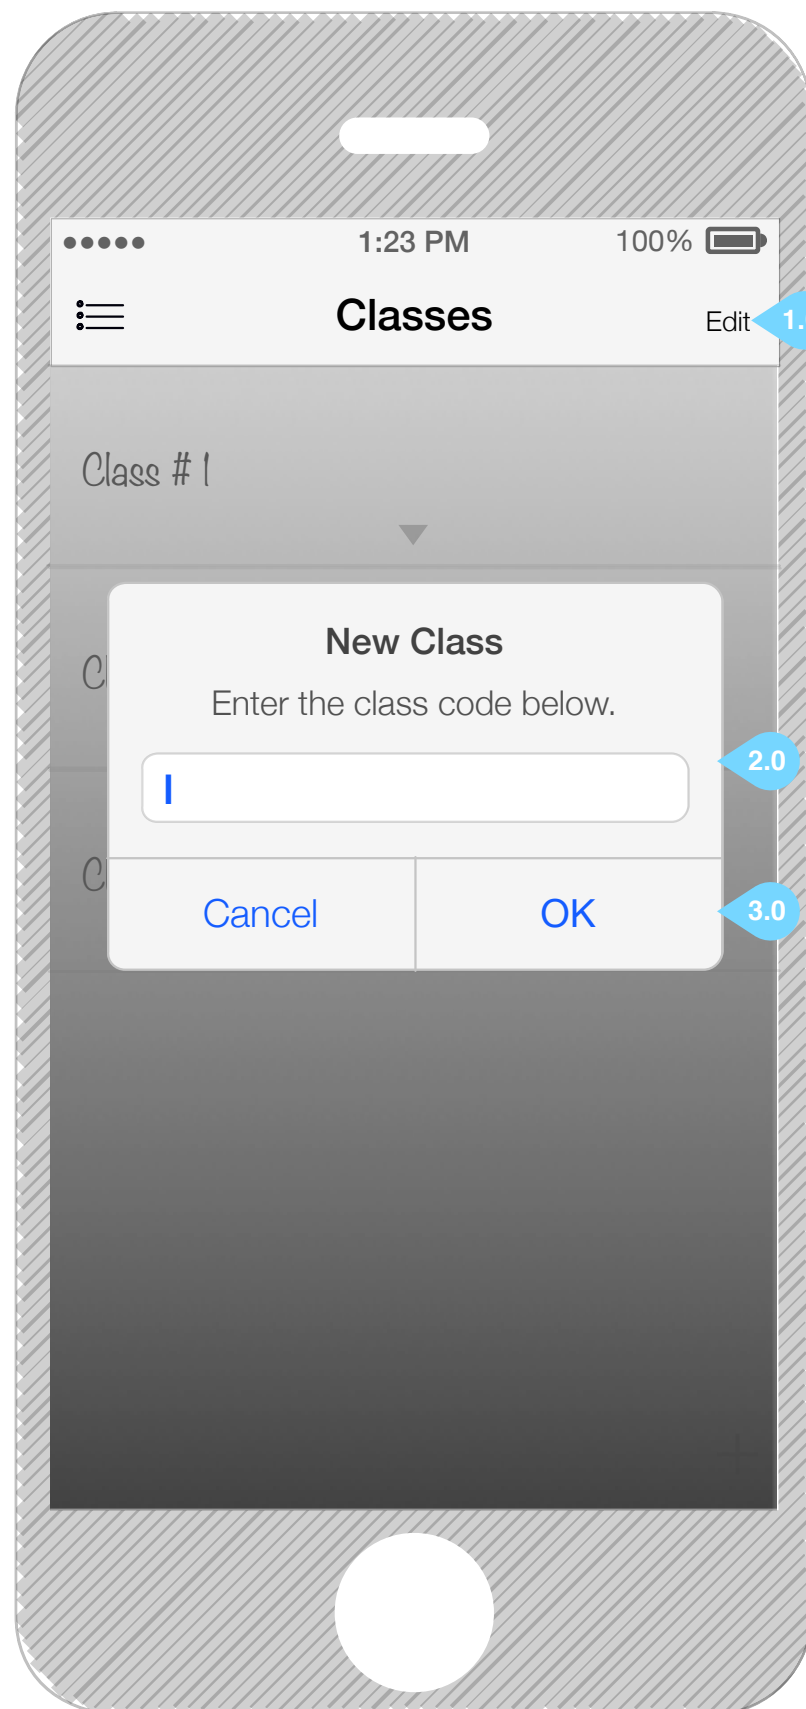 1:23 PM 100%
Classes Edit 1.
Class # 1
New Class
Enter the class code below.
2.0
Cancel OK 3.0